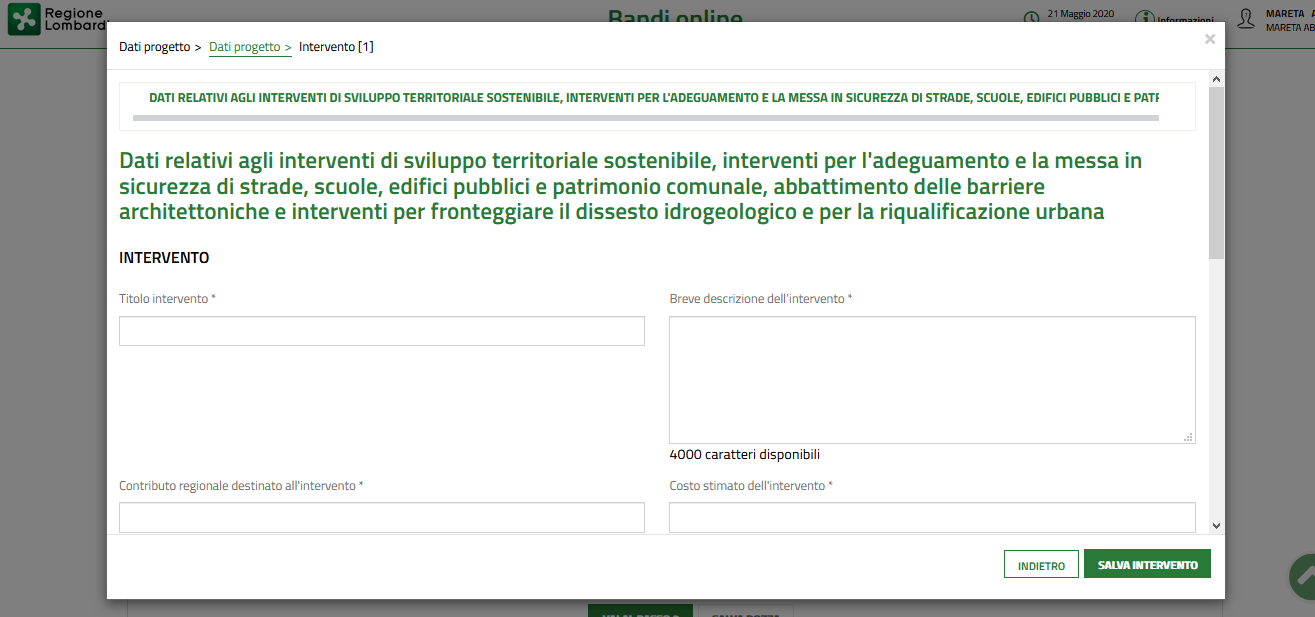 Regione
Lombardi
Bandi online
21 Maggio 2020
Informazioni
MARETA A
MARETA AB
Dati progetto > Dati progetto > Intervento [1]
×
DATI RELATIVI AGLI INTERVENTI DI SVILUPPO TERRITORIALE SOSTENIBILE, INTERVENTI PER L'ADEGUAMENTO E LA MESSA IN SICUREZZA DI STRADE, SCUOLE, EDIFICI PUBBLICI E PATR
Dati relativi agli interventi di sviluppo territoriale sostenibile, interventi per l'adeguamento e la messa in
sicurezza di strade, scuole, edifici pubblici e patrimonio comunale, abbattimento delle barriere
architettoniche e interventi per fronteggiare il dissesto idrogeologico e per la riqualificazione urbana
INTERVENTO
Titolo intervento *
Breve descrizione dell'intervento *
4000 caratteri disponibili
Contributo regionale destinato all'intervento *
Costo stimato dell'intervento *
INDIETRO
SALVA INTERVENTO